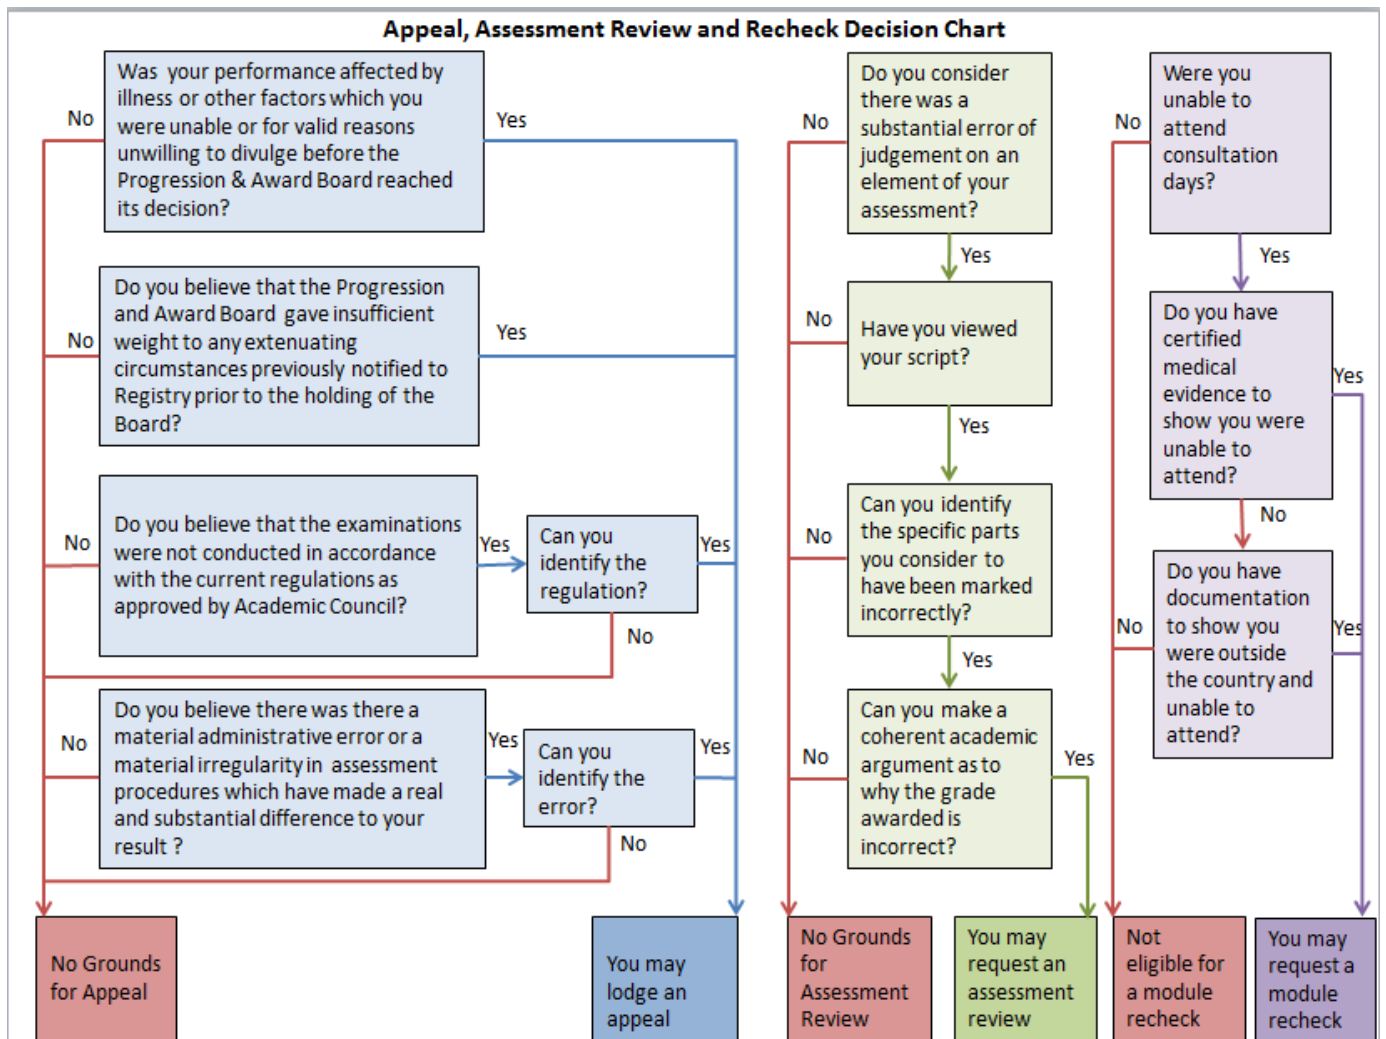 Appeal, Assessment Review and Recheck Decision Chart
Was your performance affected by
illness or other factors which you
were unable or for valid reasons
unwilling to divulge before the
Progression & Award Board reached
its decision?
No
Yes
Do you believe that the Progression
and Award Board gave insufficient
weight to any extenuating
circumstances previously notified to
Registry prior to the holding of the
Board?
No
Yes
Do you believe that the examinations
were not conducted in accordance
with the current regulations as
approved by Academic Council?
No
Yes
Can you
identify the
regulation?
Yes
No
Do you believe there was there a
material administrative error or a
material irregularity in assessment
procedures which have made a real
and substantial difference to your
result ?
No
Yes
Can you
identify the
error?
Yes
No
No Grounds
for Appeal
You may
lodge an
appeal
Do you consider
there was a
substantial error of
judgement on an
element of your
assessment?
No
Yes
Have you viewed
your script?
No
Yes
Can you identify
the specific parts
you consider to
have been marked
incorrectly?
No
Yes
Can you make a
coherent academic
argument as to
why the grade
awarded is
incorrect?
No
Yes
No Grounds
for
Assessment
Review
You may
request an
assessment
review
Were you
unable to
attend
consultation
days?
No
Yes
Do you have
certified
medical
evidence to
show you were
unable to
attend?
Yes
No
Do you have
documentation
to show you
were outside
the country and
unable to
attend?
No
Yes
Not
eligible for
a module
recheck
You may
request a
module
recheck